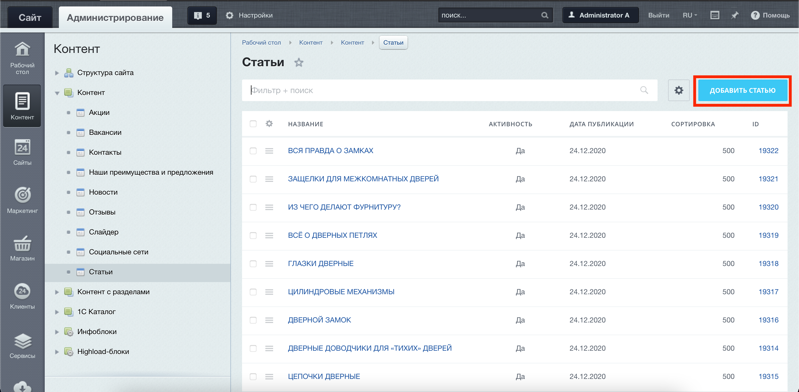 Сайт
Администрирование
5
Настройки
поиск...
Administrator A
Выйти
RU
Помощь
Рабочий стол
Контент
24
Сайты
Маркетинг
Магазин
24
Клиенты
Сервисы
Контент
Структура сайта
Контент
Акции
Вакансии
Контакты
Наши преимущества и предложения
Новости
Отзывы
Слайдер
Социальные сети
Статьи
Контент с разделами
1С Каталог
Инфоблоки
Highload-блоки
Рабочий стол Контент Контент Статьи
Статьи
Фильтр + поиск
ДОБАВИТЬ СТАТЬЮ
НАЗВАНИЕ АКТИВНОСТЬ ДАТА ПУБЛИКАЦИИ СОРТИРОВКА ID
ВСЯ ПРАВДА О ЗАМКАХ Да 24.12.2020 500 19322
ЗАЩЕЛКИ ДЛЯ МЕЖКОМНАТНЫХ ДВЕРЕЙ Да 24.12.2020 500 19321
ИЗ ЧЕГО ДЕЛАЮТ ФУРНИТУРУ? Да 24.12.2020 500 19320
ВСЁ О ДВЕРНЫХ ПЕТЛЯХ Да 24.12.2020 500 19319
ГЛАЗКИ ДВЕРНЫЕ Да 24.12.2020 500 19318
ЦИЛИНДРОВЫЕ МЕХАНИЗМЫ Да 24.12.2020 500 19317
ДВЕРНОЙ ЗАМОК Да 24.12.2020 500 19316
ДВЕРНЫЕ ДОВОДЧИКИ ДЛЯ «ТИХИХ» ДВЕРЕЙ Да 24.12.2020 500 19314
ЦЕПОЧКИ ДВЕРНЫЕ Да 24.12.2020 500 19315